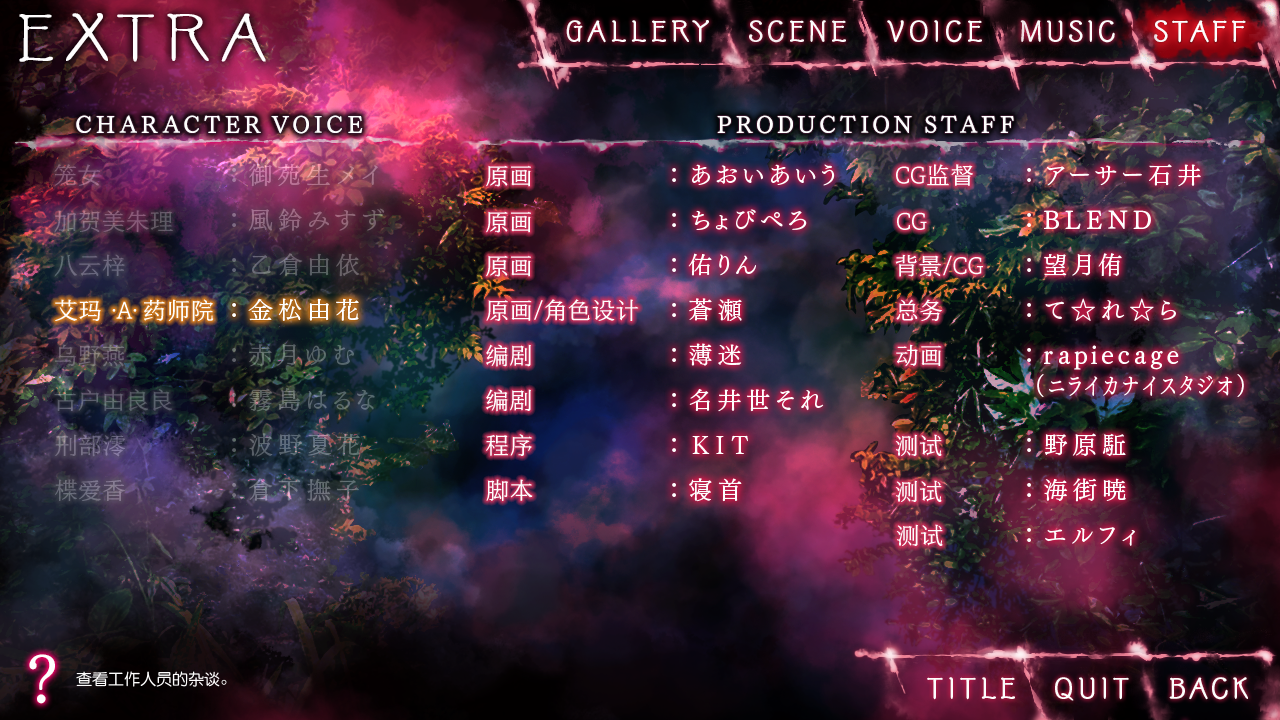 EXTRA
GALLERY SCENE VOICE MUSIC STAFF
CHARACTER VOICE
笼女 : 御苑生メイ
加贺美朱理 : 風鈴みすず
八云梓 : 乙倉由依
艾玛·A·药师院 : 金松由花
乌野燕 : 赤月ゆむ
古户由良良 : 霧島はるな
刑部澪 : 波野夏花
楪爱香 : 有下撫子
PRODUCTION STAFF
原画 : あおいあいう
原画 : ちょびぺろ
原画 : 佑りん
原画/角色设计 : 蒼瀬
编剧 : 薄迷
编剧 : 名井世それ
程序 : KIT
脚本 : 寝首
CG监督 : アーサー石井
CG : BLEND
背景/CG : 望月侑
总务 : て☆れ☆ら
动画 : rapiecage
(ニライカナイスタジオ)
测试 : 野原駈
测试 : 海街暁
测试 : エルフィ
?
查看工作人员的杂谈。
TITLE QUIT BACK